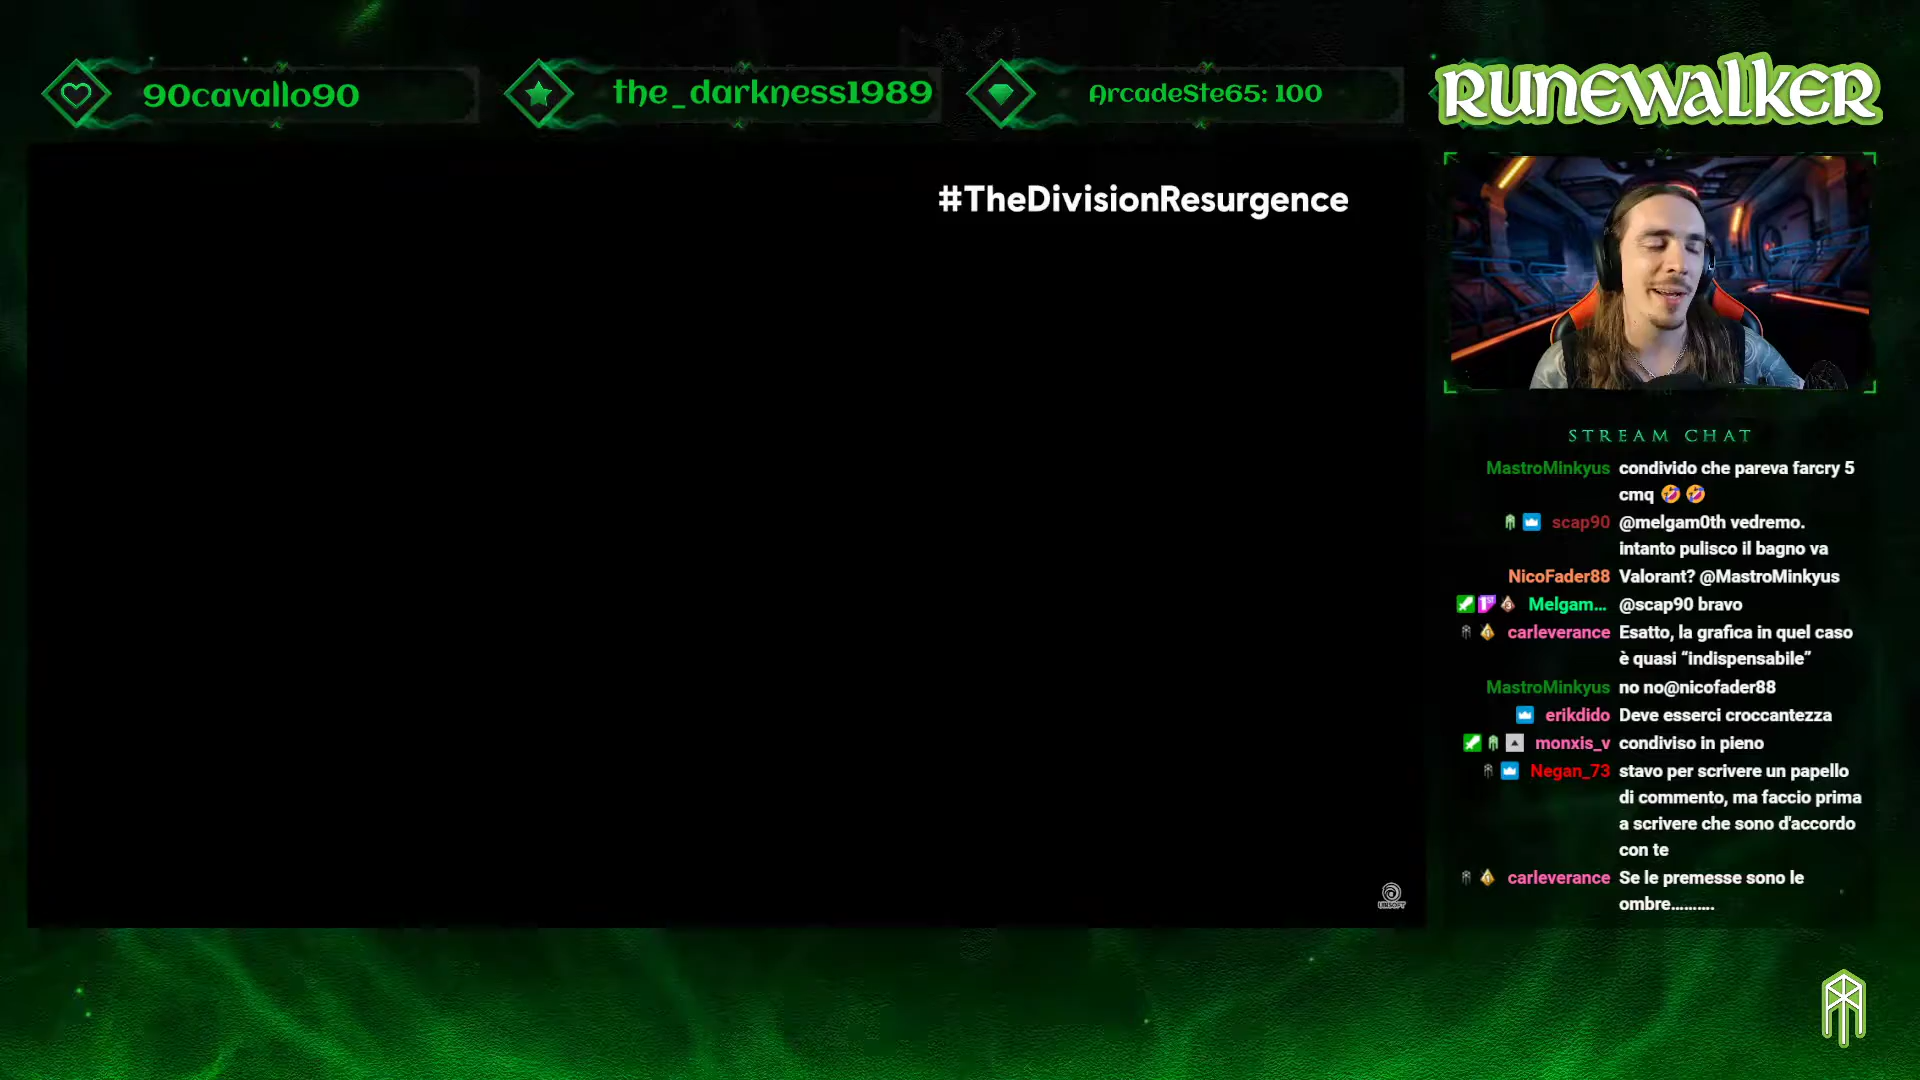 90cavallo90
the_darkness1989
ArcadeSte65: 100
RUNEWALKER
#TheDivisionResurgence
STREAM CHAT
MastroMinkyus condivido che pareva farcry 5
cmq 🤣 🤣
scap90 @melgam0th vedremo.
intanto pulisco il bagno va
NicoFader88 Valorant? @MastroMinkyus
Melgam... @scap90 bravo
carleverance Esatto, la grafica in quel caso
è quasi “indispensabile”
MastroMinkyus no no@nicofader88
erikdido Deve esserci croccantezza
monxis_v condiviso in pieno
Negan_73 stavo per scrivere un papello
di commento, ma faccio prima
a scrivere che sono d'accordo
con te
carleverance Se le premesse sono le
ombre..........
UBISOFT